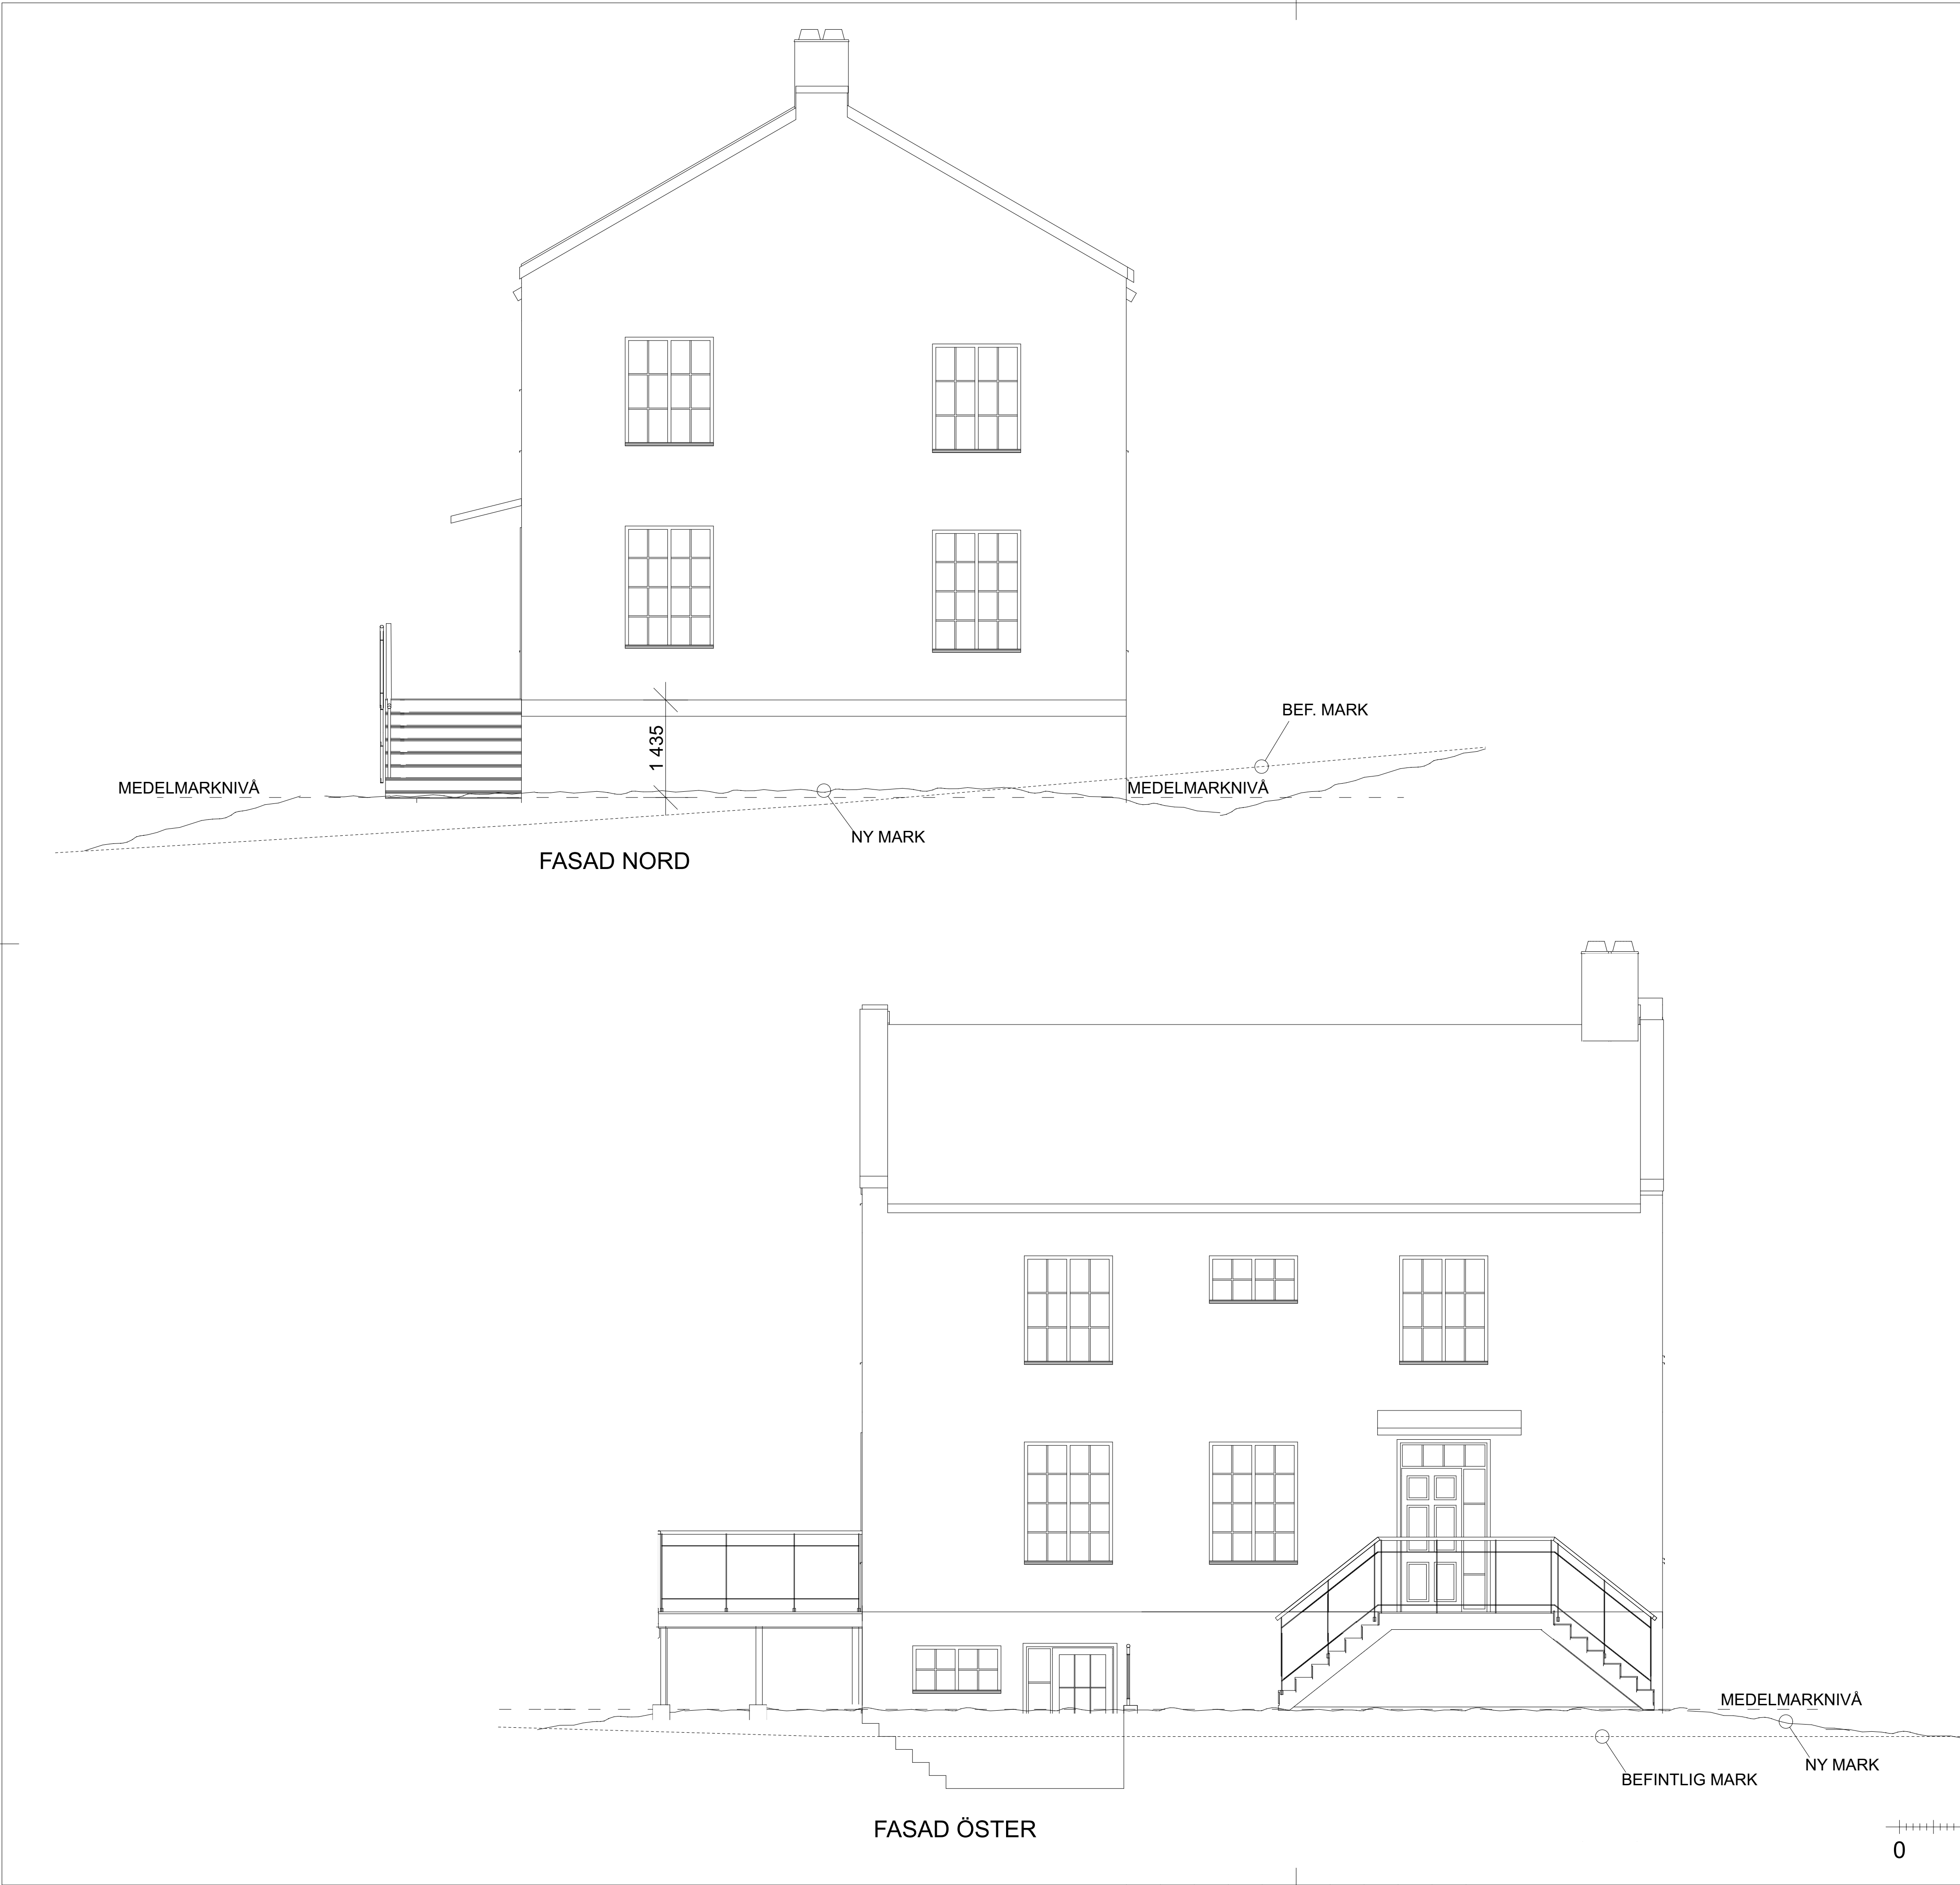 BEF. MARK
1 435
MEDELMARKNIVÅ
MEDELMARKNIVÅ
NY MARK
FASAD NORD
MEDELMARKNIVÅ
NY MARK
BEFINTLIG MARK
FASAD ÖSTER
0